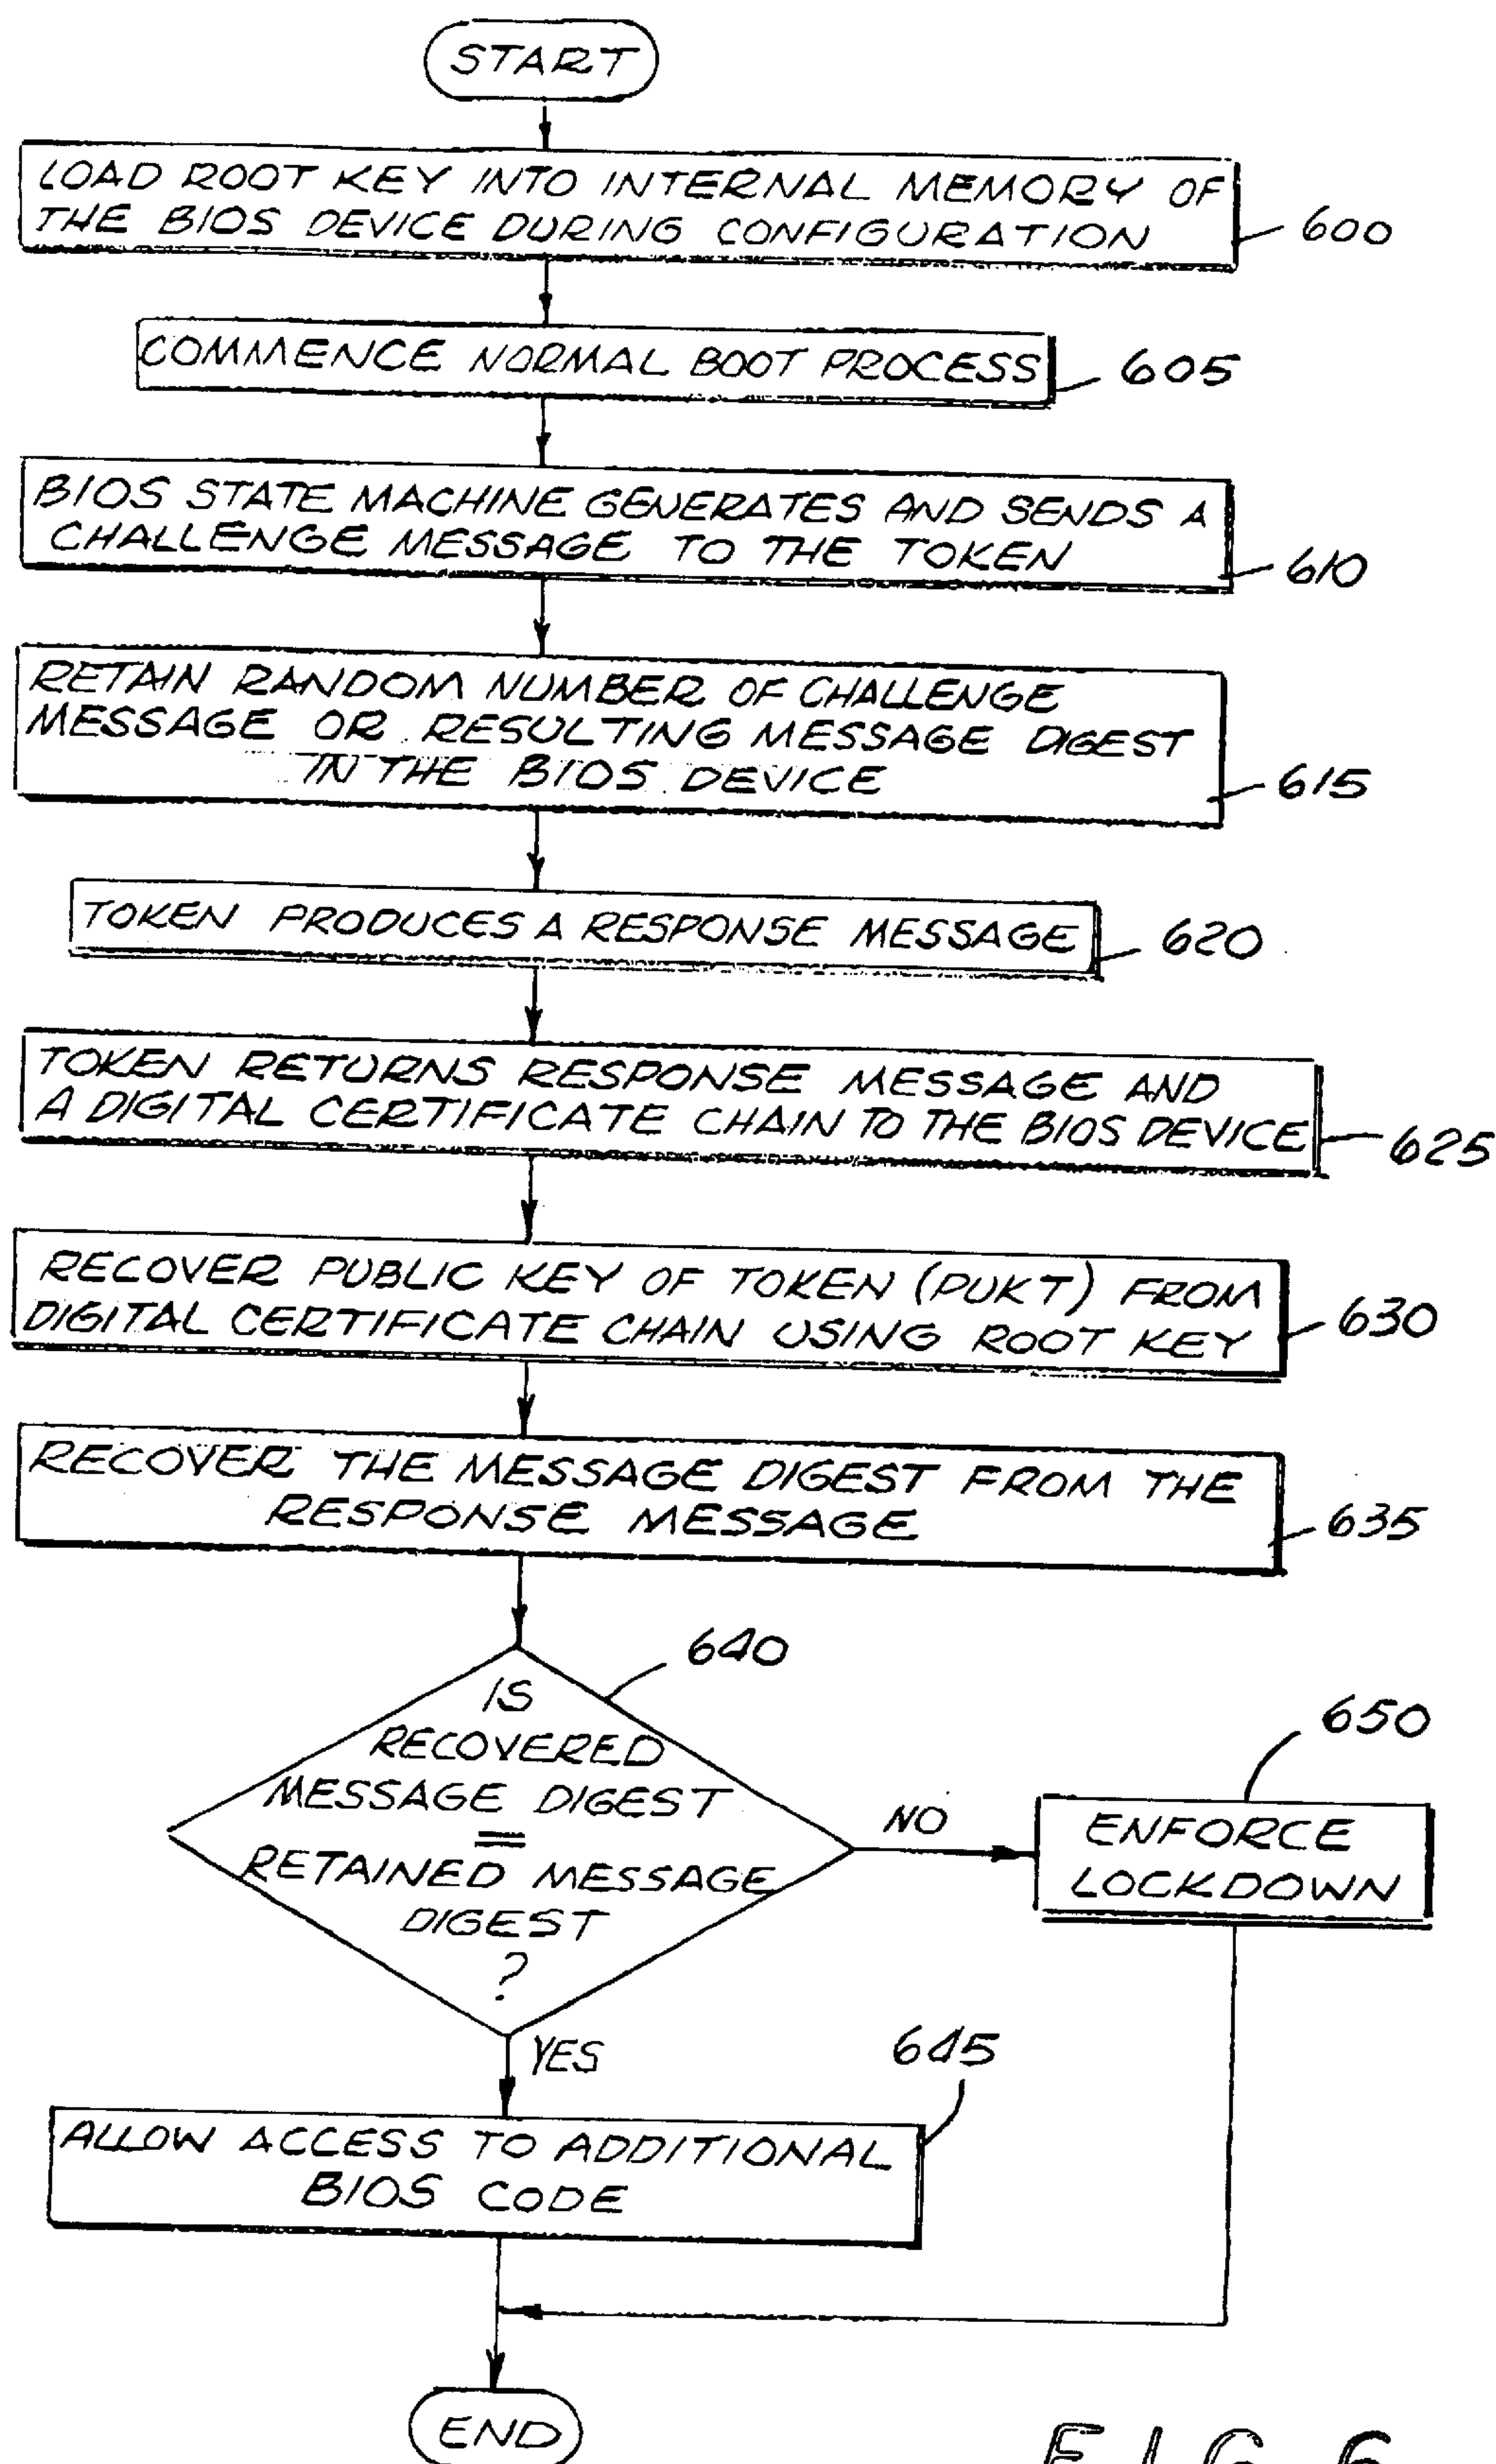 START
LOAD ROOT KEY INTO INTERNAL MEMORY OF
THE BIOS DEVICE DURING CONFIGURATION
600
COMMENCE NORMAL BOOT PROCESS
605
BIOS STATE MACHINE GENERATES AND SENDS A
CHALLENGE MESSAGE TO THE TOKEN
610
RETAIN RANDOM NUMBER OF CHALLENGE
MESSAGE OR RESULTING MESSAGE DIGEST
IN THE BIOS DEVICE
615
TOKEN PRODUCES A RESPONSE MESSAGE
620
TOKEN RETURNS RESPONSE MESSAGE AND
A DIGITAL CERTIFICATE CHAIN TO THE BIOS DEVICE
625
RECOVER PUBLIC KEY OF TOKEN (PUKT) FROM
DIGITAL CERTIFICATE CHAIN USING ROOT KEY
630
RECOVER THE MESSAGE DIGEST FROM THE
RESPONSE MESSAGE
635
640
IS
RECOVERED
MESSAGE DIGEST
=
RETAINED MESSAGE
DIGEST
?
NO
650
ENFORCE
LOCKDOWN
YES
645
ALLOW ACCESS TO ADDITIONAL
BIOS CODE
END
FIG 6